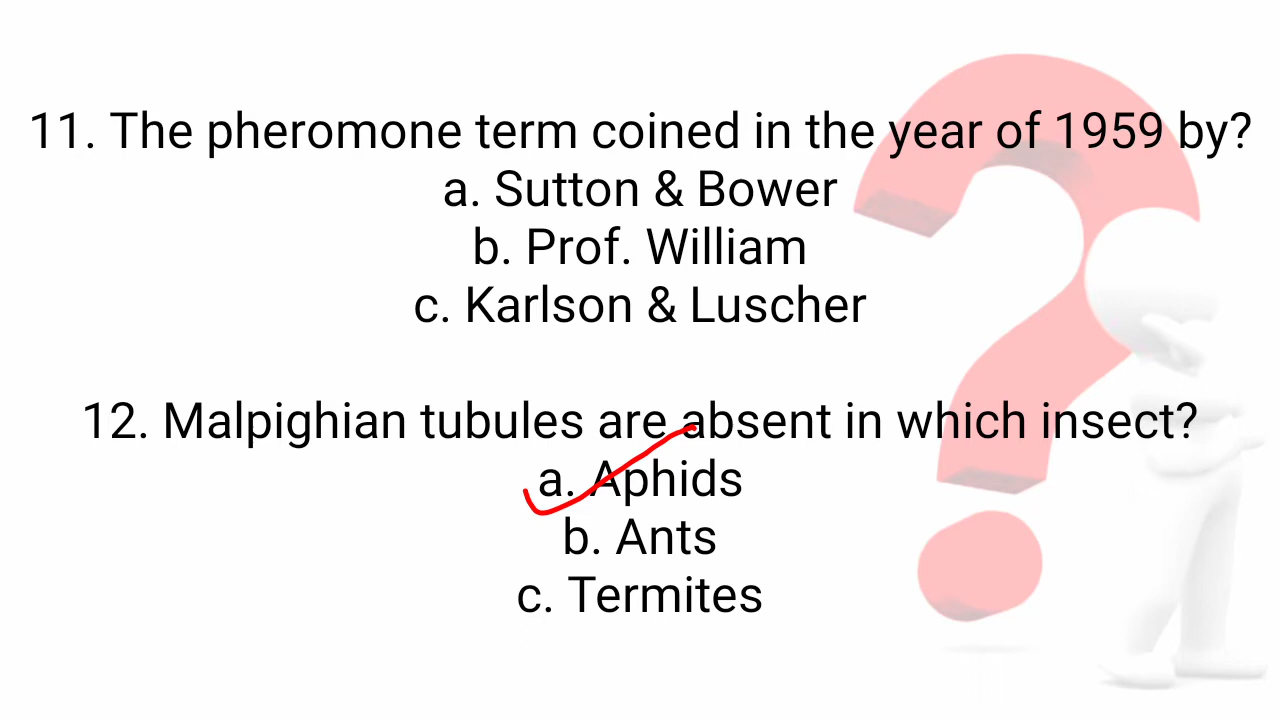 11. The pheromone term coined in the year of 1959 by?
a. Sutton & Bower
b. Prof. William
c. Karlson & Luscher
12. Malpighian tubules are absent in which insect?
a. Aphids
b. Ants
c. Termites